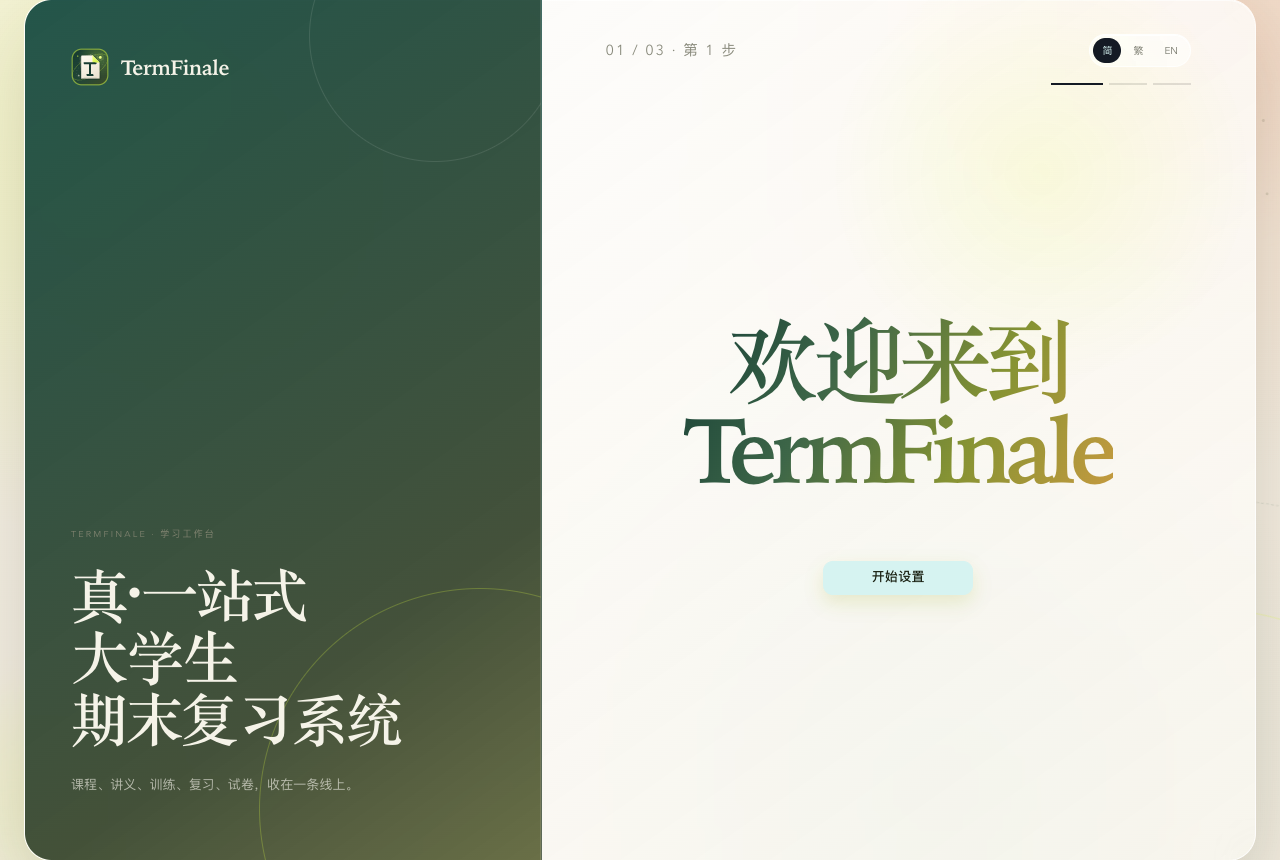 TermFinale
TERMFINALE · 学习工作台
真·一站式
大学生
期末复习系统
课程、讲义、训练、复习、试卷，收在一条线上。
01 / 03 · 第 1 步
简 繁 EN
欢迎来到
TermFinale
开始设置